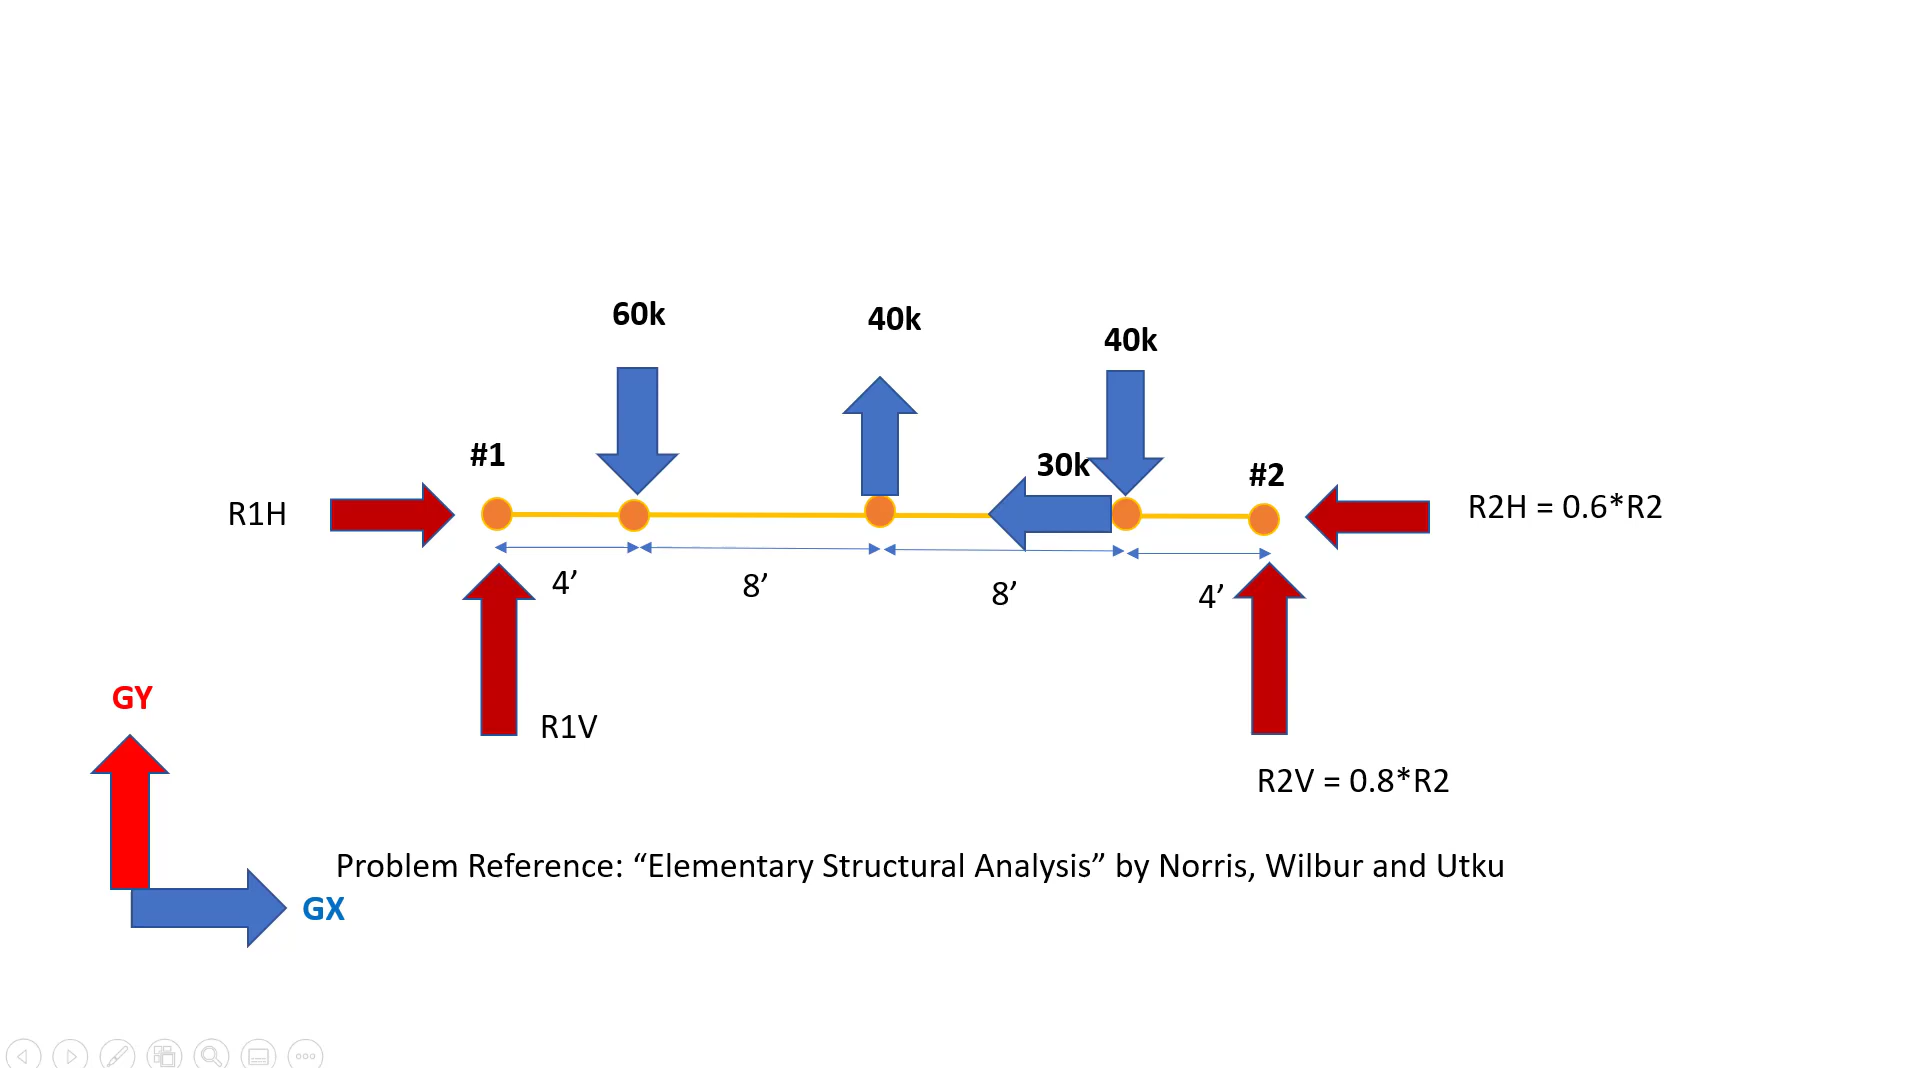 60k
40k
40k
#1
30k
#2
R1H
R2H = 0.6*R2
4’
8’
8’
4’
GY
R1V
R2V = 0.8*R2
Problem Reference: “Elementary Structural Analysis” by Norris, Wilbur and Utku
GX